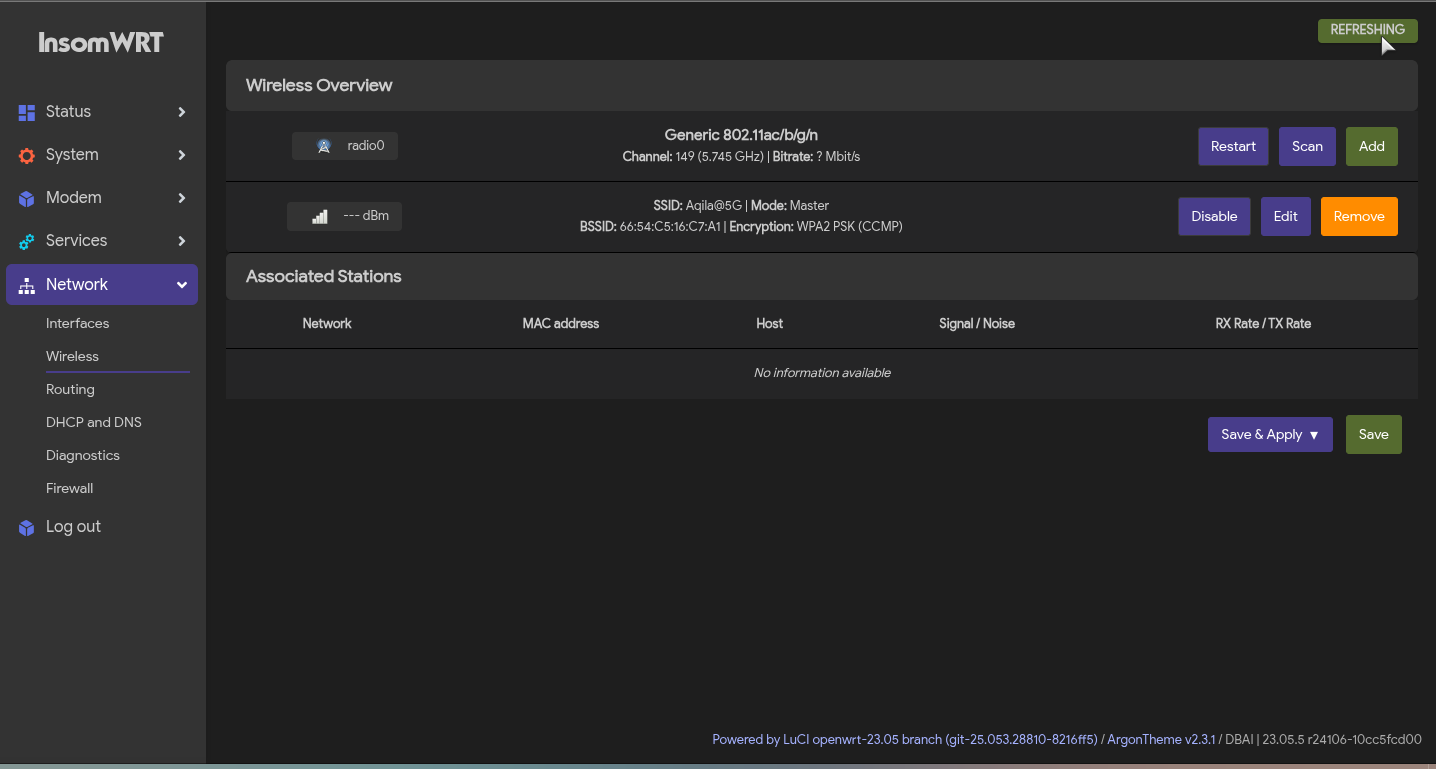 InsomWRT
REFRESHING
Status
System
Modem
Services
Network
Interfaces
Wireless
Routing
DHCP and DNS
Diagnostics
Firewall
Log out
Wireless Overview
radio0
Generic 802.11ac/b/g/n
Channel: 149 (5.745 GHz) | Bitrate: ? Mbit/s
Restart Scan Add
--- dBm
SSID: Aqila@5G | Mode: Master
BSSID: 66:54:C5:16:C7:A1 | Encryption: WPA2 PSK (CCMP)
Disable Edit Remove
Associated Stations
Network MAC address Host Signal / Noise RX Rate / TX Rate
No information available
Save & Apply ▼ Save
Powered by LuCI openwrt-23.05 branch (git-25.053.28810-8216ff5) / ArgonTheme v2.3.1 / DBAI | 23.05.5 r24106-10cc5fcd00